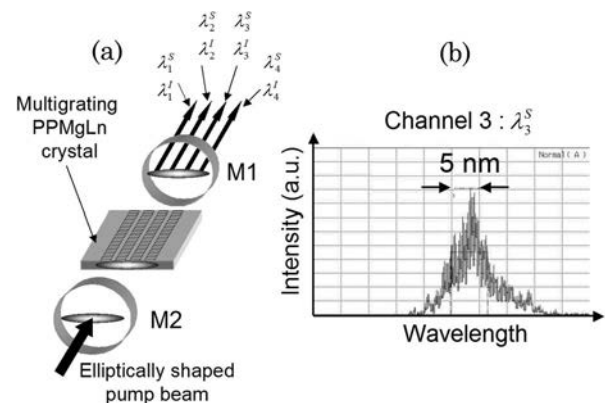 (a)
λ₁ˢ
λ₁ᴵ
λ₂ˢ
λ₂ᴵ
λ₃ˢ
λ₃ᴵ
λ₄ˢ
λ₄ᴵ
Multigrating
PPMgLn
crystal
M1
M2
Elliptically shaped
pump beam
(b)
Channel 3 : λ₃ˢ
Normal(A)
5 nm
Intensity (a.u.)
Wavelength